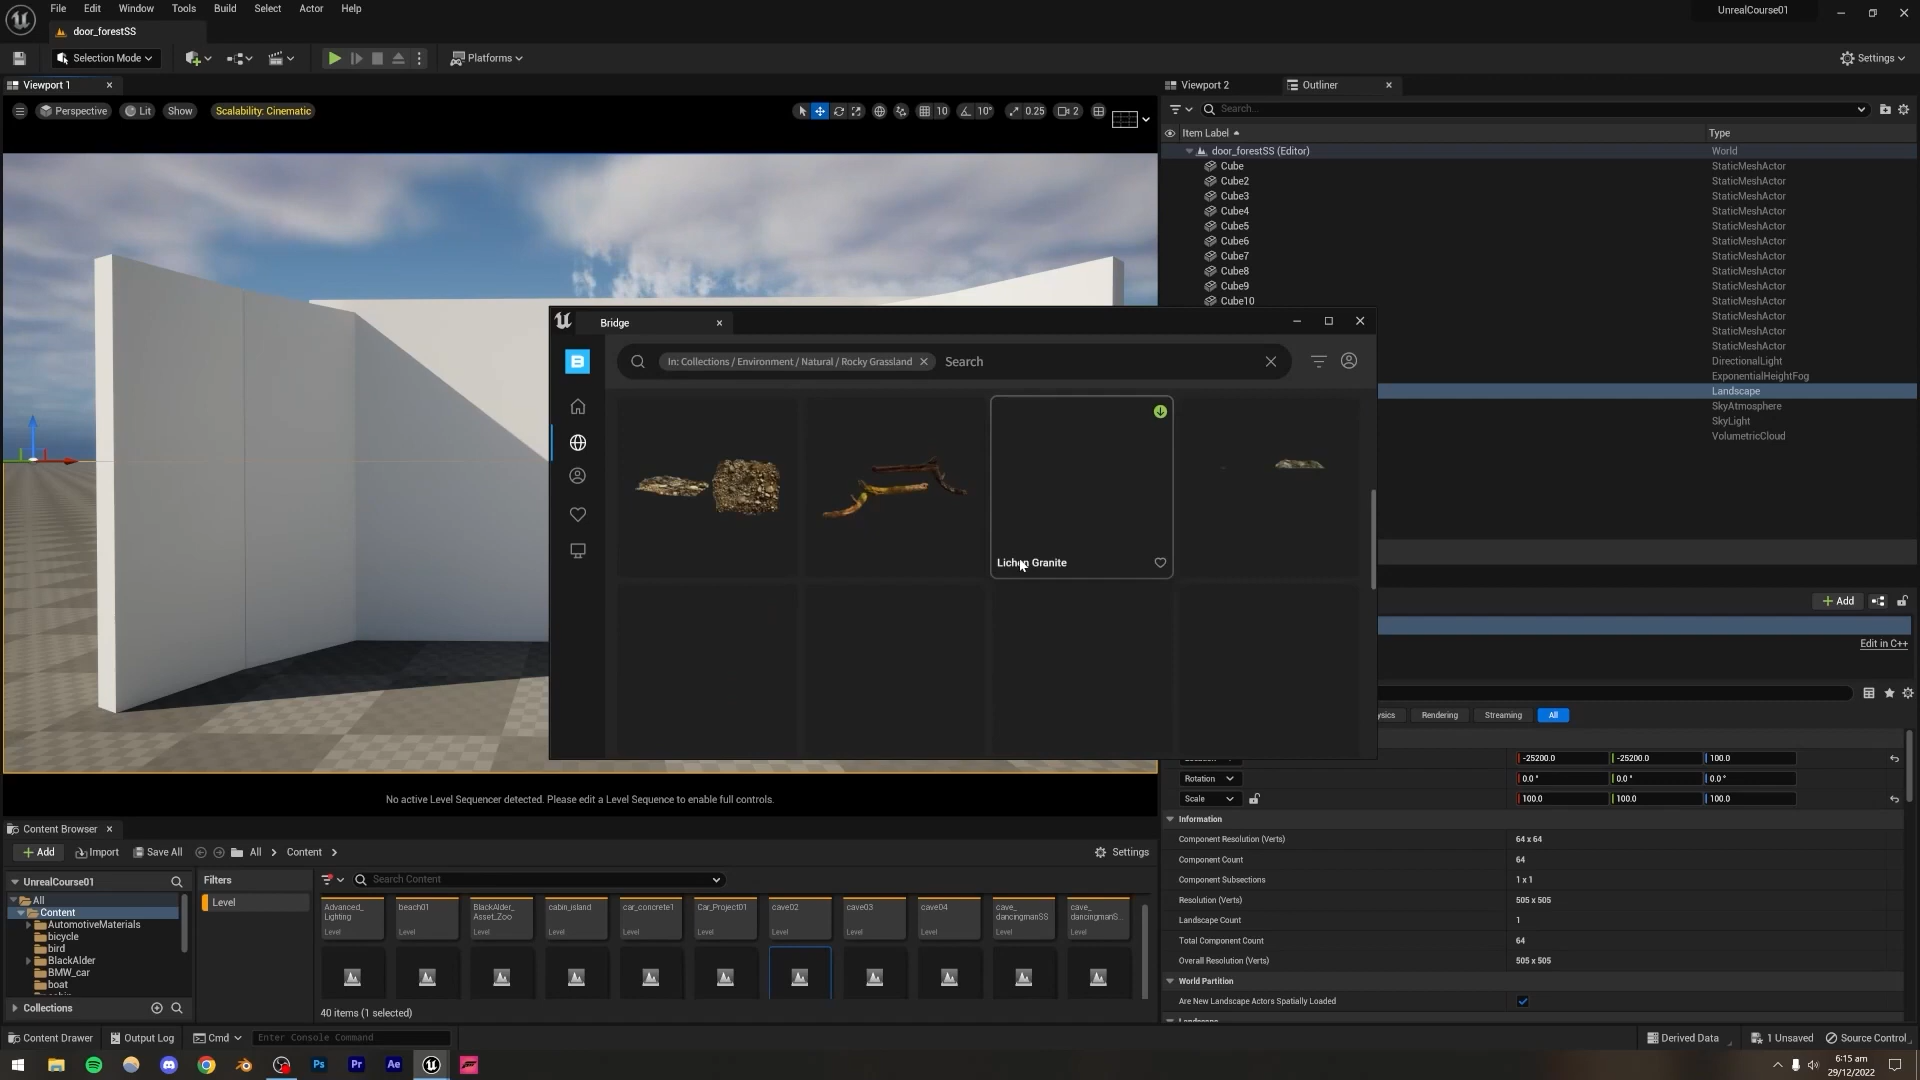 File Edit Window Tools Build Select Actor Help
UnrealCourse01
door_forestSS
Selection Mode
Platforms
Settings
Viewport 1
Perspective Lit Show Scalability: Cinematic
10 10° 0.25 2
Viewport 2 Outliner
Search...
Item Label Type
door_forestSS (Editor) World
Cube StaticMeshActor
Cube2 StaticMeshActor
Cube3 StaticMeshActor
Cube4 StaticMeshActor
Cube5 StaticMeshActor
Cube6 StaticMeshActor
Cube7 StaticMeshActor
Cube8 StaticMeshActor
Cube9 StaticMeshActor
Cube10 StaticMeshActor
StaticMeshActor
StaticMeshActor
StaticMeshActor
DirectionalLight
ExponentialHeightFog
Landscape
SkyAtmosphere
SkyLight
VolumetricCloud
Bridge
In: Collections / Environment / Natural / Rocky Grassland Search
Lichen Granite
Add
Edit in C++
Rendering Streaming All
-25200.0 -25200.0 100.0
Rotation 0.0 ° 0.0 ° 0.0 °
Scale 100.0 100.0 100.0
Information
Component Resolution (Verts) 64 x 64
Component Count 64
Component Subsections 1 x 1
Resolution (Verts) 505 x 505
Landscape Count 1
Total Component Count 64
Overall Resolution (Verts) 505 x 505
World Partition
Are New Landscape Actors Spatially Loaded
No active Level Sequencer detected. Please edit a Level Sequence to enable full controls.
Content Browser
Add Import Save All All Content Settings
UnrealCourse01
All
Content
AutomotiveMaterials
bicycle
bird
BlackAlder
BMW_car
boat
Collections
Filters
Level
Search Content
Advanced_
Lighting
Level
beach01
Level
BlackAlder_
Asset_Zoo
Level
cabin_island
Level
car_concrete1
Level
Car_Project01
Level
cave02
Level
cave03
Level
cave04
Level
cave_
dancingmanSS
Level
cave_
dancingmanS...
Level
40 items (1 selected)
Content Drawer Output Log Cmd Enter Console Command
Derived Data 1 Unsaved Source Control
Ps Pr Ae
6:15 am
29/12/2022